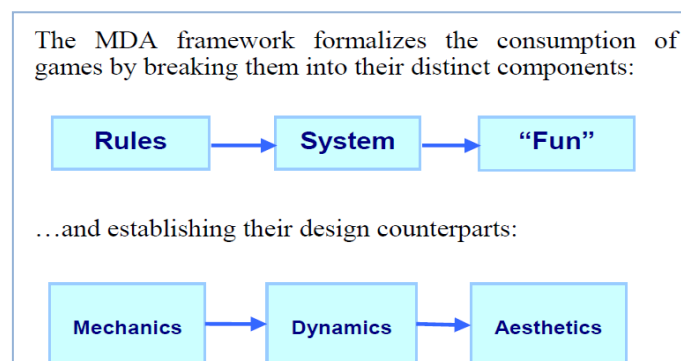 The MDA framework formalizes the consumption of
games by breaking them into their distinct components:
Rules System “Fun”
…and establishing their design counterparts:
Mechanics Dynamics Aesthetics